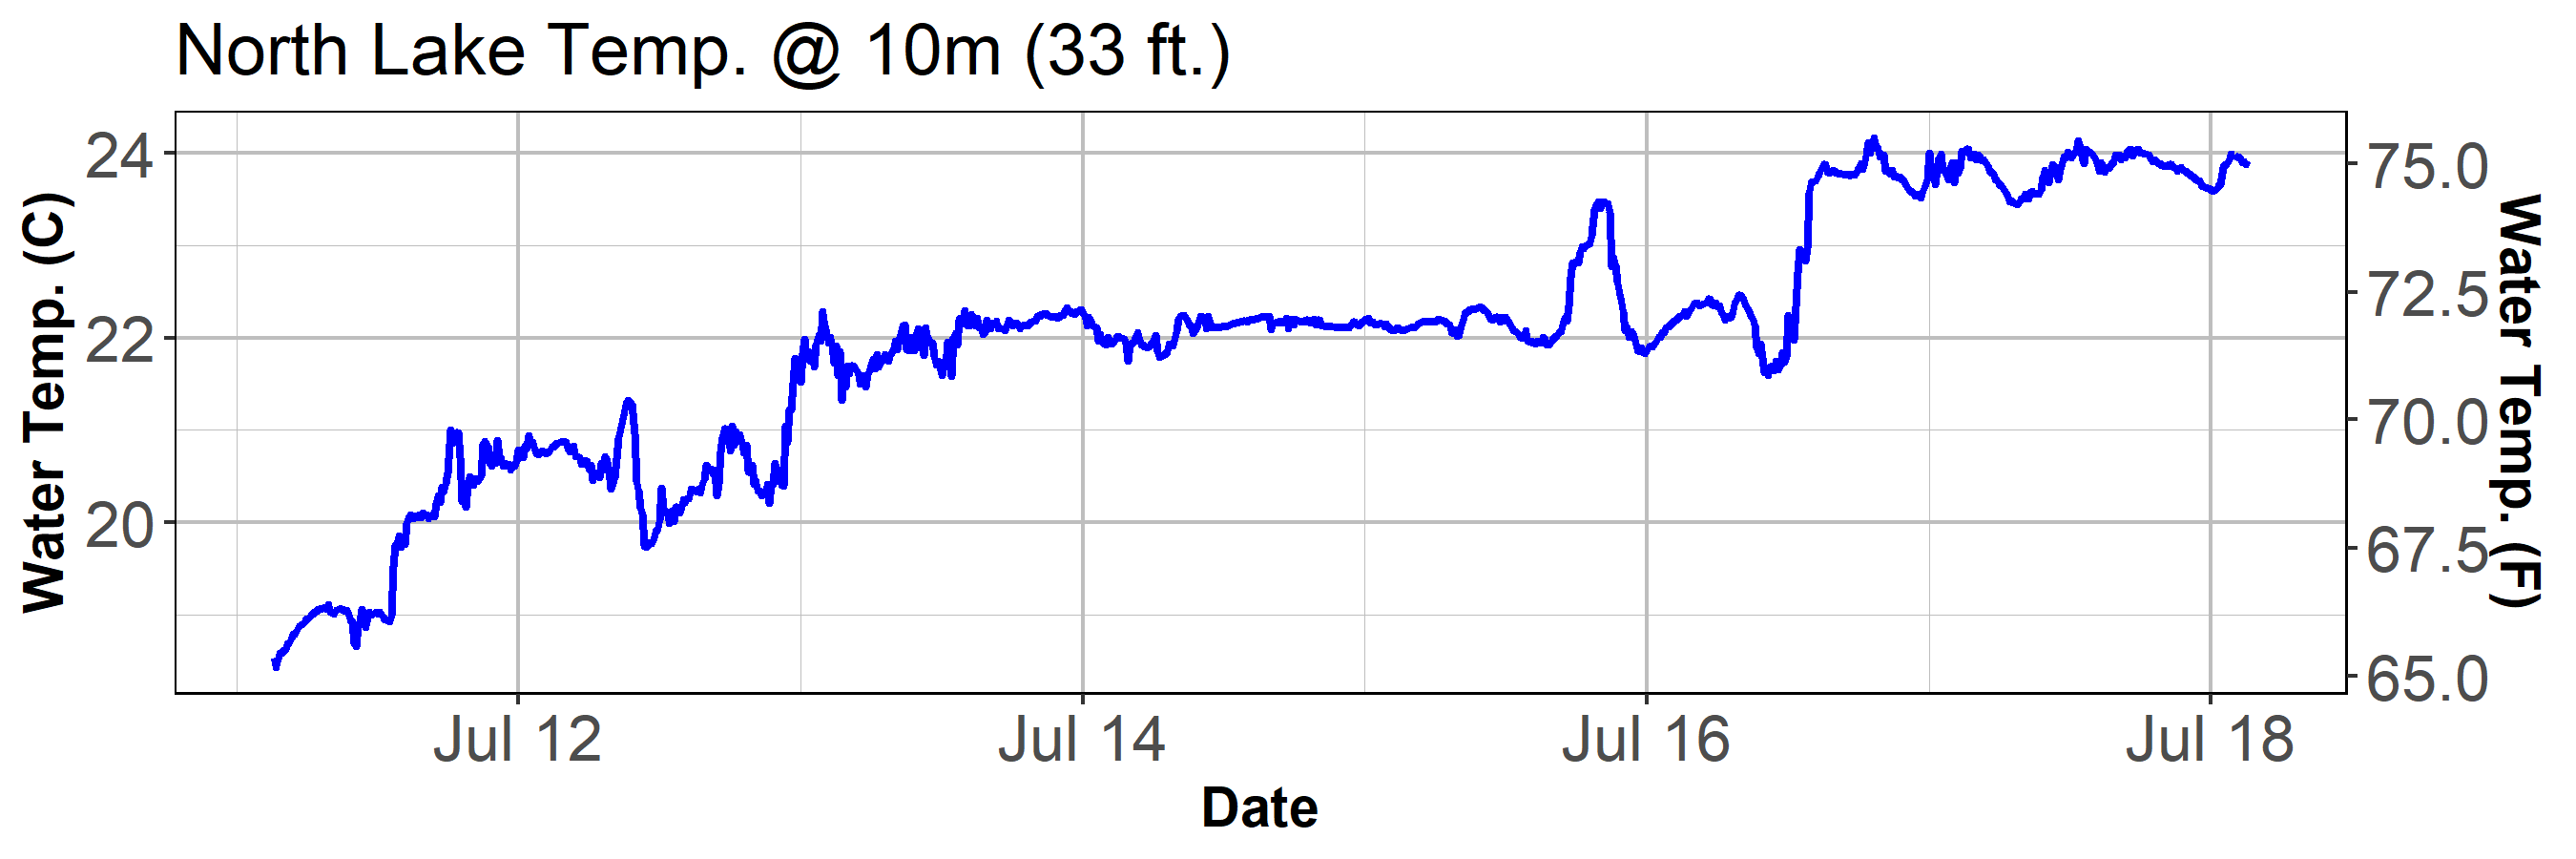 North Lake Temp. @ 10m (33 ft.)
Water Temp. (C)
24
22
20
75.0
72.5
70.0
67.5
65.0
Water Temp. (F)
Jul 12 Jul 14 Jul 16 Jul 18
Date